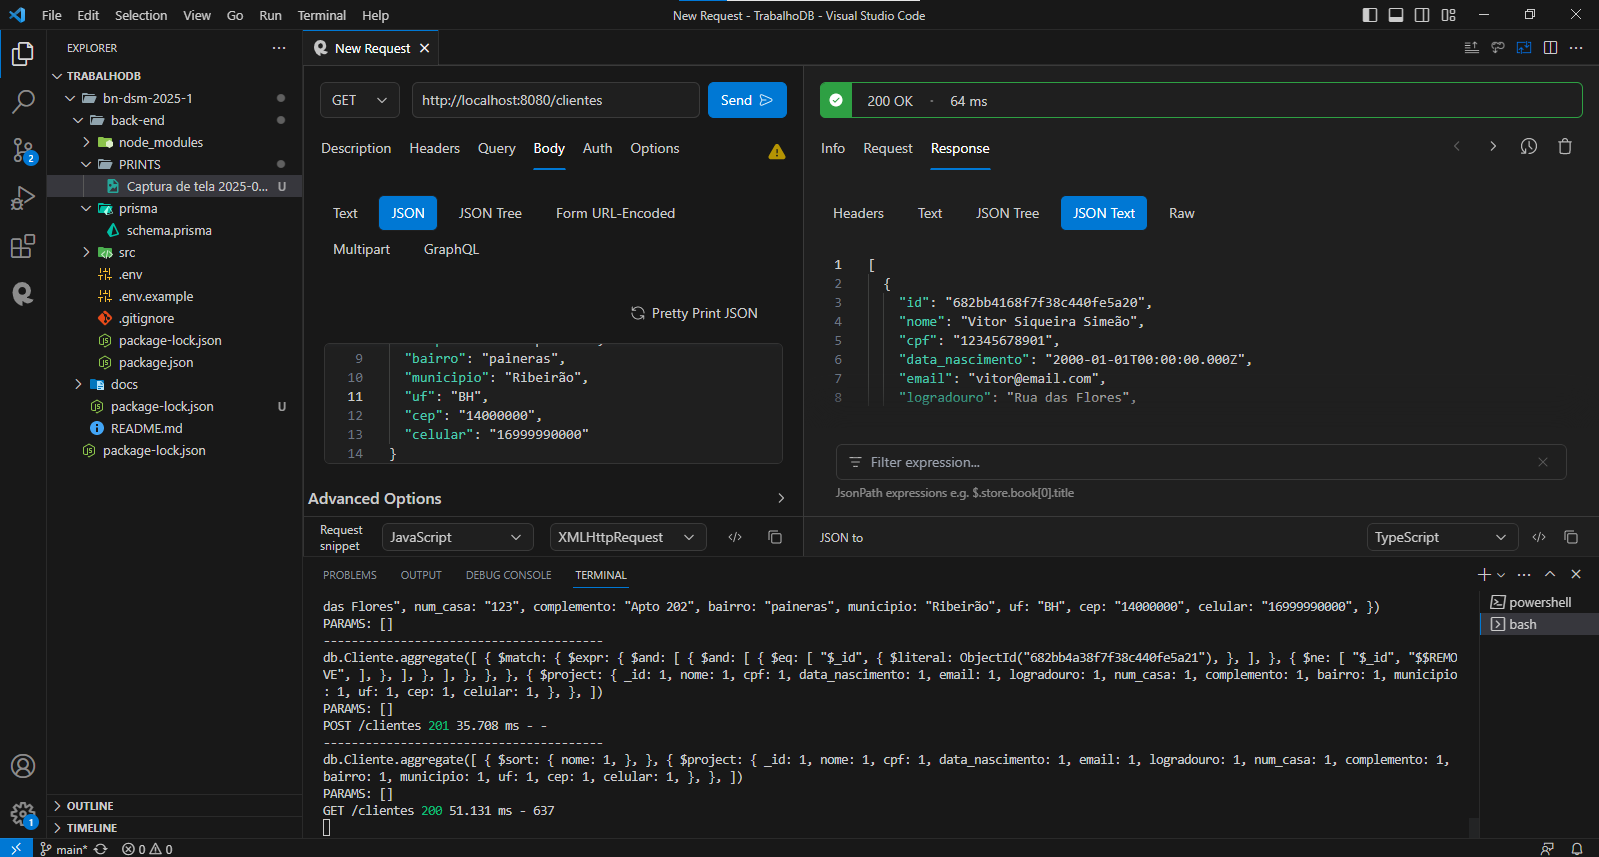 File Edit Selection View Go Run Terminal Help
New Request - TrabalhoDB - Visual Studio Code
EXPLORER
TRABALHODB
bn-dsm-2025-1
back-end
node_modules
PRINTS
Captura de tela 2025-0... U
prisma
schema.prisma
src
.env
.env.example
.gitignore
package-lock.json
package.json
docs
package-lock.json U
README.md
package-lock.json
OUTLINE
TIMELINE
2
1
New Request
GET http://localhost:8080/clientes Send
Description Headers Query Body Auth Options
Text JSON JSON Tree Form URL-Encoded
Multipart GraphQL
Pretty Print JSON
9 "bairro": "paineras",
10 "municipio": "Ribeirão",
11 "uf": "BH",
12 "cep": "14000000",
13 "celular": "16999990000"
14 }
Advanced Options
Request snippet JavaScript XMLHttpRequest
200 OK · 64 ms
Info Request Response
Headers Text JSON Tree JSON Text Raw
1 [
2 {
3 "id": "682bb4168f7f38c440fe5a20",
4 "nome": "Vitor Siqueira Simeão",
5 "cpf": "12345678901",
6 "data_nascimento": "2000-01-01T00:00:00.000Z",
7 "email": "vitor@email.com",
8 "logradouro": "Rua das Flores",
Filter expression...
JsonPath expressions e.g. $.store.book[0].title
JSON to TypeScript
PROBLEMS OUTPUT DEBUG CONSOLE TERMINAL
das Flores", num_casa: "123", complemento: "Apto 202", bairro: "paineras", municipio: "Ribeirão", uf: "BH", cep: "14000000", celular: "16999990000", })
PARAMS: []
----------------------------------------
db.Cliente.aggregate([ { $match: { $expr: { $and: [ { $and: [ { $eq: [ "$_id", { $literal: ObjectId("682bb4a38f7f38c440fe5a21"), }, ], }, { $ne: [ "$_id", "$$REMO
VE", ], }, ], }, ], }, }, }, { $project: { _id: 1, nome: 1, cpf: 1, data_nascimento: 1, email: 1, logradouro: 1, num_casa: 1, complemento: 1, bairro: 1, municipio
: 1, uf: 1, cep: 1, celular: 1, }, }, ])
PARAMS: []
POST /clientes 201 35.708 ms - -
----------------------------------------
db.Cliente.aggregate([ { $sort: { nome: 1, }, }, { $project: { _id: 1, nome: 1, cpf: 1, data_nascimento: 1, email: 1, logradouro: 1, num_casa: 1, complemento: 1,
bairro: 1, municipio: 1, uf: 1, cep: 1, celular: 1, }, }, ])
PARAMS: []
GET /clientes 200 51.131 ms - 637
powershell
bash
main* 0 0